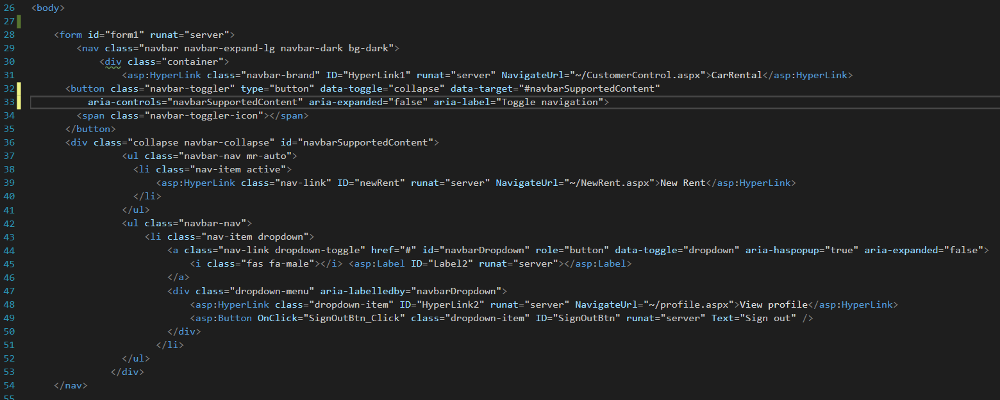 26 <body>
27
28 <form id="form1" runat="server">
29 <nav class="navbar navbar-expand-lg navbar-dark bg-dark">
30 <div class="container">
31 <asp:HyperLink class="navbar-brand" ID="HyperLink1" runat="server" NavigateUrl="~/CustomerControl.aspx">CarRental</asp:HyperLink>
32 <button class="navbar-toggler" type="button" data-toggle="collapse" data-target="#navbarSupportedContent"
33 aria-controls="navbarSupportedContent" aria-expanded="false" aria-label="Toggle navigation">
34 <span class="navbar-toggler-icon"></span>
35 </button>
36 <div class="collapse navbar-collapse" id="navbarSupportedContent">
37 <ul class="navbar-nav mr-auto">
38 <li class="nav-item active">
39 <asp:HyperLink class="nav-link" ID="newRent" runat="server" NavigateUrl="~/NewRent.aspx">New Rent</asp:HyperLink>
40 </li>
41 </ul>
42 <ul class="navbar-nav">
43 <li class="nav-item dropdown">
44 <a class="nav-link dropdown-toggle" href="#" id="navbarDropdown" role="button" data-toggle="dropdown" aria-haspopup="true" aria-expanded="false">
45 <i class="fas fa-male"></i> <asp:Label ID="Label2" runat="server"></asp:Label>
46 </a>
47 <div class="dropdown-menu" aria-labelledby="navbarDropdown">
48 <asp:HyperLink class="dropdown-item" ID="HyperLink2" runat="server" NavigateUrl="~/profile.aspx">View profile</asp:HyperLink>
49 <asp:Button OnClick="SignOutBtn_Click" class="dropdown-item" ID="SignOutBtn" runat="server" Text="Sign out" />
50 </div>
51 </li>
52 </ul>
53 </div>
54 </nav>
55